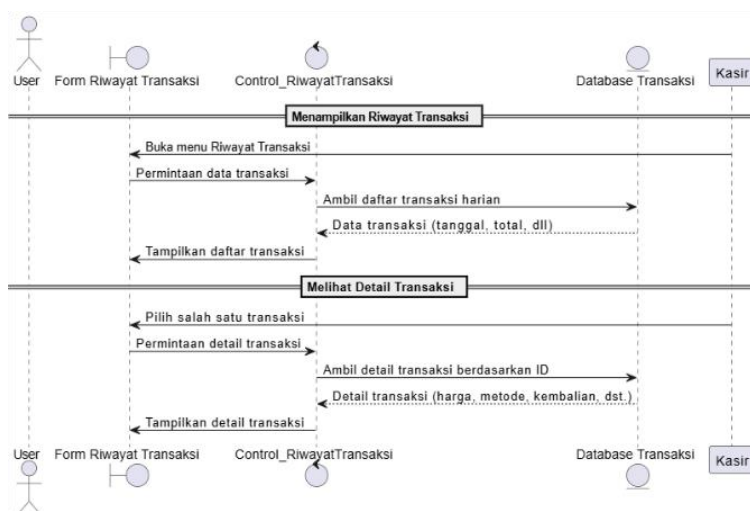 User Form Riwayat Transaksi Control_RiwayatTransaksi Database Transaksi Kasir
Menampilkan Riwayat Transaksi
Buka menu Riwayat Transaksi
Permintaan data transaksi
Ambil daftar transaksi harian
Data transaksi (tanggal, total, dll)
Tampilkan daftar transaksi
Melihat Detail Transaksi
Pilih salah satu transaksi
Permintaan detail transaksi
Ambil detail transaksi berdasarkan ID
Detail transaksi (harga, metode, kembalian, dst.)
Tampilkan detail transaksi
User Form Riwayat Transaksi Control_RiwayatTransaksi Database Transaksi Kasir